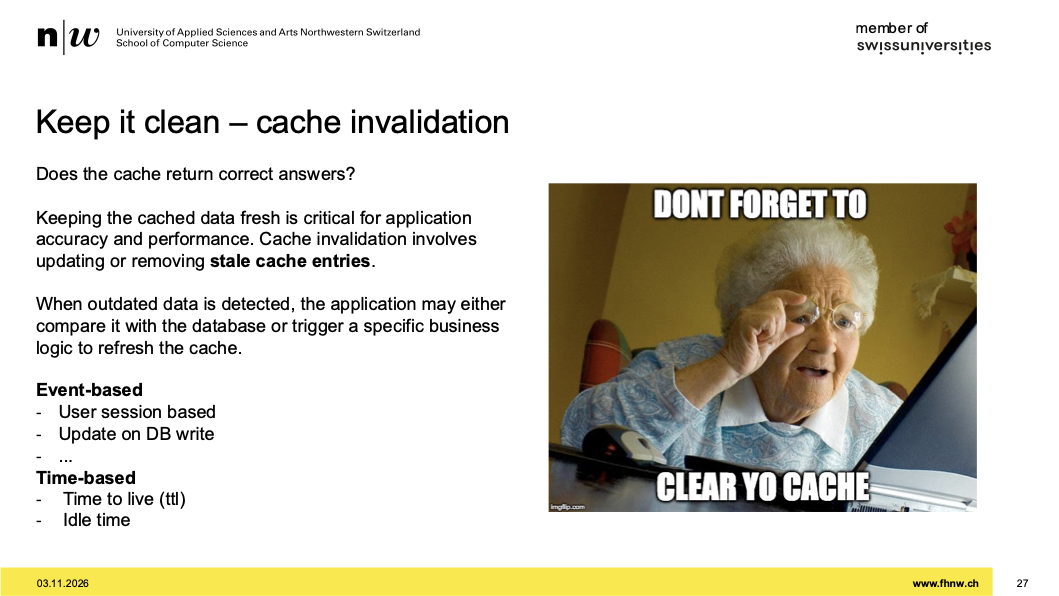 n|w
University of Applied Sciences and Arts Northwestern Switzerland
School of Computer Science
member of
swissuniversities
Keep it clean – cache invalidation
Does the cache return correct answers?
Keeping the cached data fresh is critical for application
accuracy and performance. Cache invalidation involves
updating or removing stale cache entries.
When outdated data is detected, the application may either
compare it with the database or trigger a specific business
logic to refresh the cache.
Event-based
- User session based
- Update on DB write
- ...
Time-based
- Time to live (ttl)
- Idle time
DONT FORGET TO
CLEAR YO CACHE
imgflip.com
03.11.2026
www.fhnw.ch
27